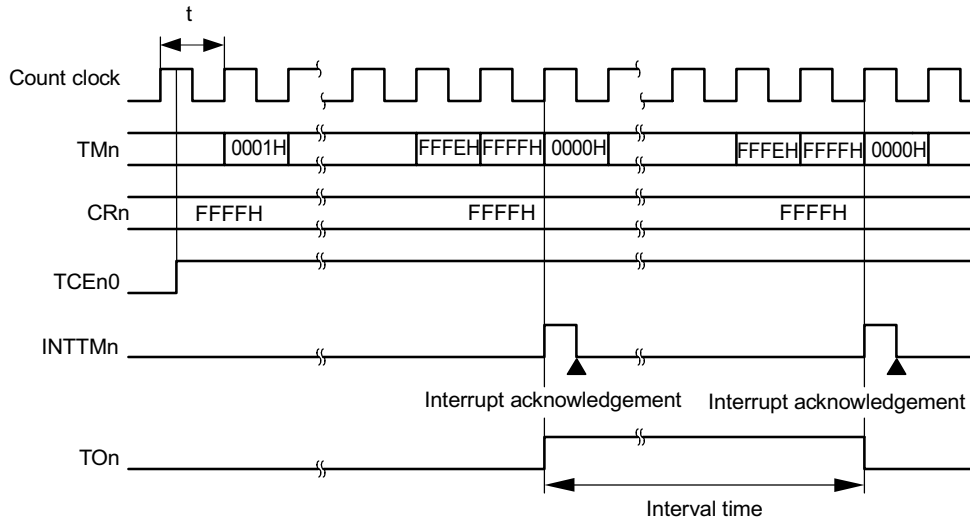 t
Count clock
TMn 0001H FFFEH FFFFH 0000H FFFEH FFFFH 0000H
CRn FFFFH FFFFH FFFFH
TCEn0
INTTMn
Interrupt acknowledgement Interrupt acknowledgement
TOn
Interval time